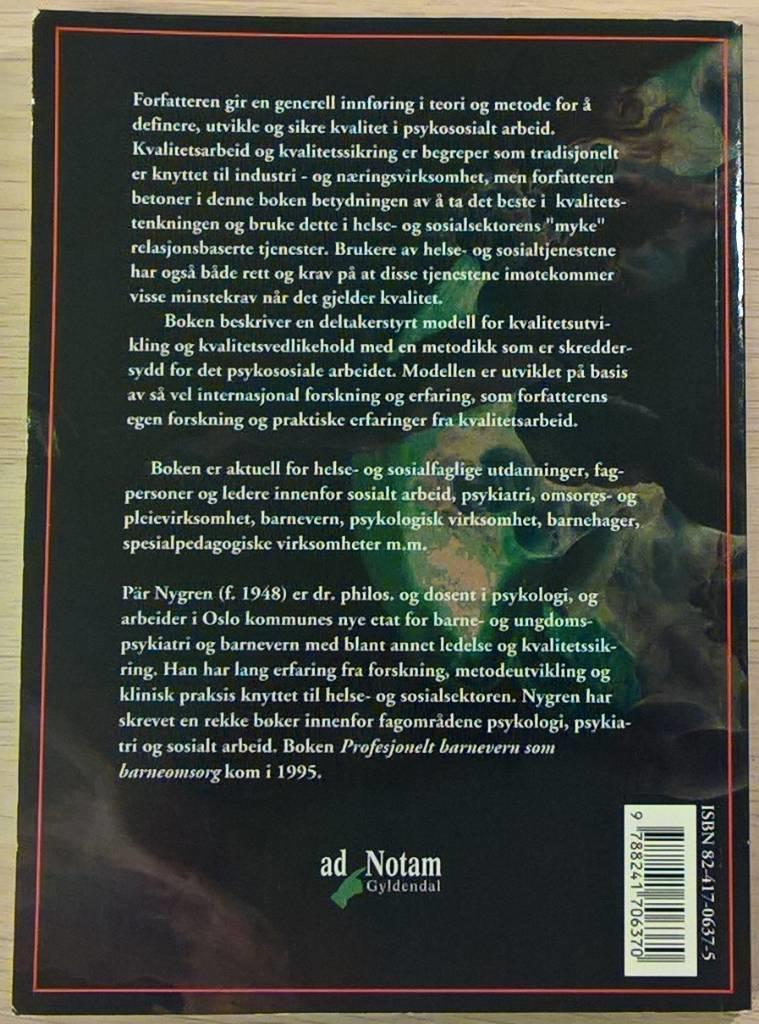 Forfatteren gir en generell innføring i teori og metode for å
definere, utvikle og sikre kvalitet i psykososialt arbeid.
Kvalitetsarbeid og kvalitetssikring er begreper som tradisjonelt
er knyttet til industri - og næringsvirksomhet, men forfatteren
betoner i denne boken betydningen av å ta det beste i kvalitets-
tenkningen og bruke dette i helse- og sosialsektorens "myke"
relasjonsbaserte tjenester. Brukere av helse- og sosialtjenestene
har også både rett og krav på at disse tjenestene imøtekommer
visse minstekrav når det gjelder kvalitet.
Boken beskriver en deltakerstyrt modell for kvalitetsutvi-
kling og kvalitetsvedlikehold med en metodikk som er skredder-
sydd for det psykososiale arbeidet. Modellen er utviklet på basis
av så vel internasjonal forskning og erfaring, som forfatterens
egen forskning og praktiske erfaringer fra kvalitetsarbeid.
Boken er aktuell for helse- og sosialfaglige utdanninger, fag-
personer og ledere innenfor sosialt arbeid, psykiatri, omsorgs- og
pleievirksomhet, barnevern, psykologisk virksomhet, barnehager,
spesialpedagogiske virksomheter m.m.
Pär Nygren (f. 1948) er dr. philos. og dosent i psykologi, og
arbeider i Oslo kommunes nye etat for barne- og ungdoms-
psykiatri og barnevern med blant annet ledelse og kvalitetssik-
ring. Han har lang erfaring fra forskning, metodeutvikling og
klinisk praksis knyttet til helse- og sosialsektoren. Nygren har
skrevet en rekke bøker innenfor fagområdene psykologi, psykia-
tri og sosialt arbeid. Boken Profesjonelt barnevern som
barneomsorg kom i 1995.
ad Notam
Gyldendal
ISBN 82-417-0637-5
9 788241 706370